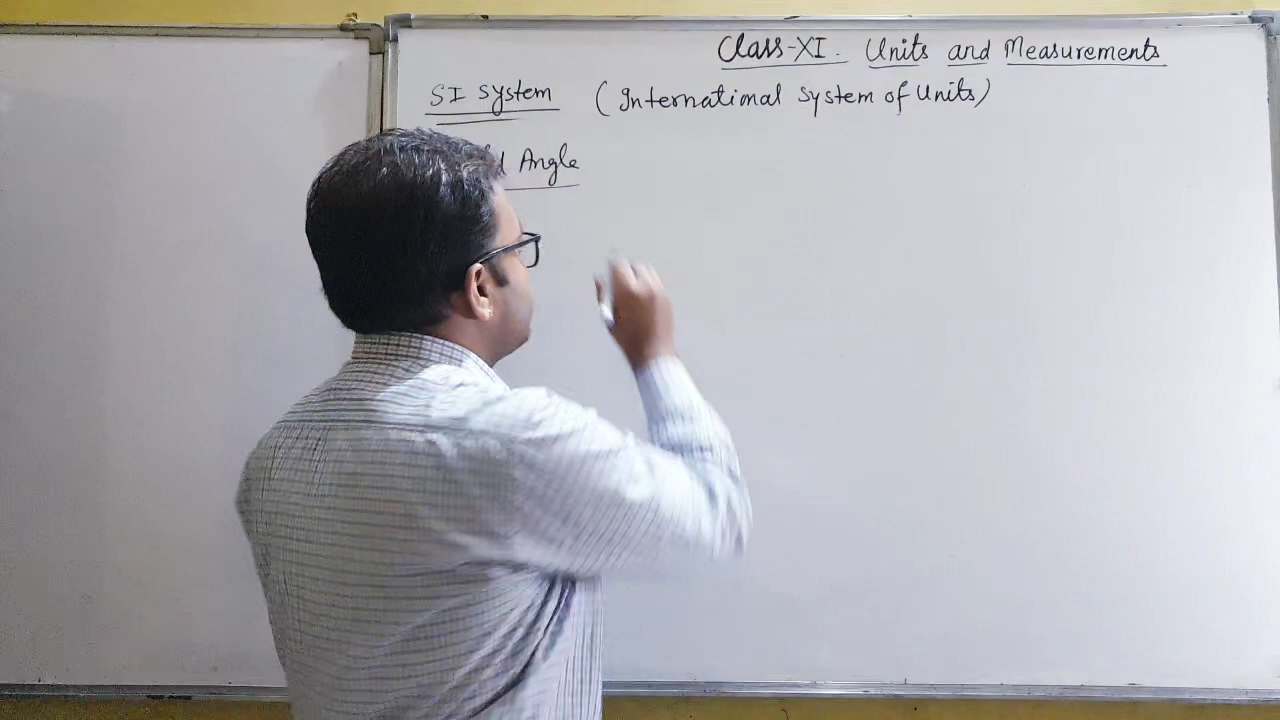 Class-XI. Units and Measurements
SI System (International System of Units)
Angle